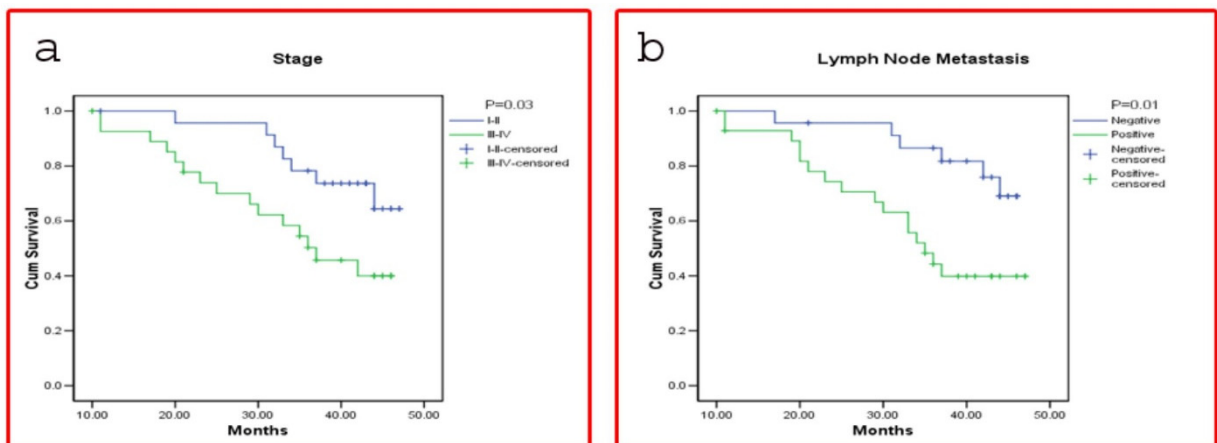 a
Stage
P=0.03
I-II
III-IV
I-II-censored
III-IV-censored
Cum Survival
1.0
0.8
0.6
0.4
0.2
0.0
10.00 20.00 30.00 40.00 50.00
Months
b
Lymph Node Metastasis
P=0.01
Negative
Positive
Negative-
censored
Positive-
censored
Cum Survival
1.0
0.8
0.6
0.4
0.2
0.0
10.00 20.00 30.00 40.00 50.00
Months